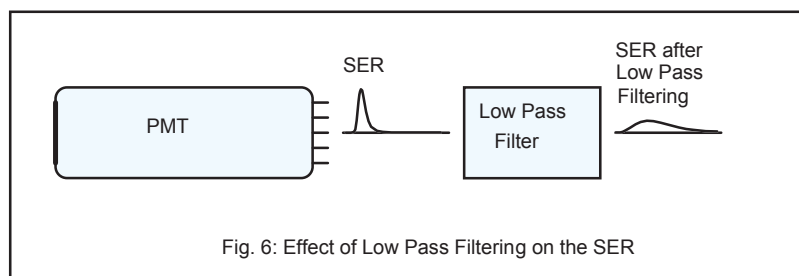 PMT
SER
Low Pass
Filter
SER after
Low Pass
Filtering
Fig. 6: Effect of Low Pass Filtering on the SER